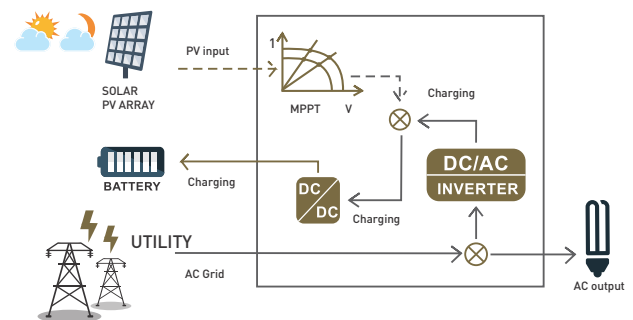 PV input
SOLAR
PV ARRAY
1
MPPT V
Charging
DC/AC
INVERTER
BATTERY
Charging
DC
DC
Charging
UTILITY
AC Grid
AC output